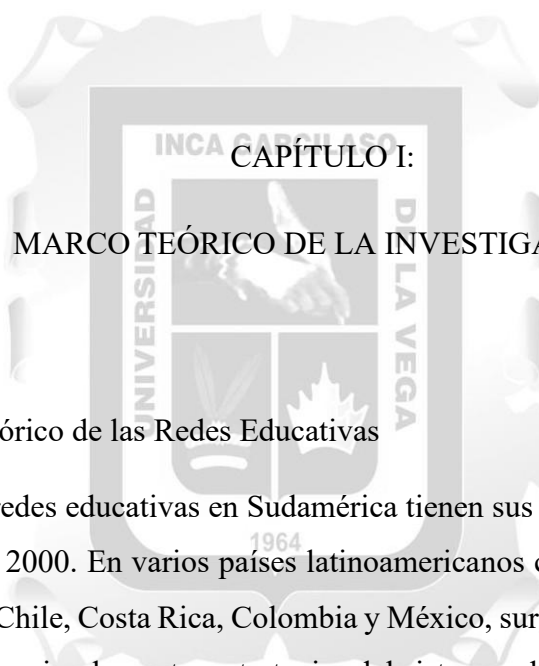 INCA GARCILASO
CAPÍTULO I:
UNIVERSIDAD
DE LA VEGA
MARCO TEÓRICO DE LA INVESTIGA
órico de las Redes Educativas
redes educativas en Sudamérica tienen sus
1964
2000. En varios países latinoamericanos
Chile, Costa Rica, Colombia y México, sur